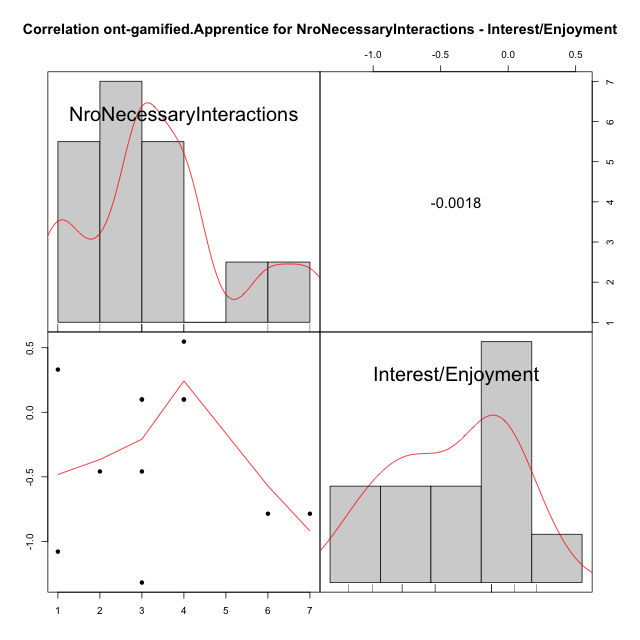 Correlation ont-gamified.Apprentice for NroNecessaryInteractions - Interest/Enjoyment
-1.0 -0.5 0.0 0.5
NroNecessaryInteractions
-0.0018
7
6
5
4
3
2
1
0.5
0.0
-0.5
-1.0
Interest/Enjoyment
1 2 3 4 5 6 7